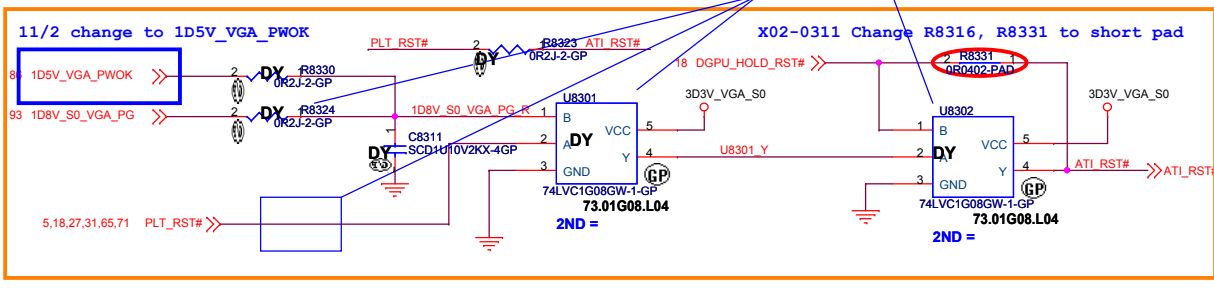 11/2 change to 1D5V_VGA_PWOK
X02-0311 Change R8316, R8331 to short pad
PLT_RST#
2
R8323
ATI_RST#
DY
0R2J-2-GP
86 1D5V_VGA_PWOK
2
DY
R8330
0R2J-2-GP
93 1D8V_S0_VGA_PG
2
DY
R8324
0R2J-2-GP
1D8V_S0_VGA_PG_R
1
C8311
DY
SCD1U10V2KX-4GP
5,18,27,31,65,71 PLT_RST#
U8301
1
B
2
A
DY
3
GND
VCC
5
Y
4
3D3V_VGA_S0
GP
74LVC1G08GW-1-GP
73.01G08.L04
2ND =
U8301_Y
18 DGPU_HOLD_RST#
2
R8331
1
0R0402-PAD
U8302
1
B
2
A
DY
3
GND
VCC
5
Y
4
3D3V_VGA_S0
ATI_RST#
ATI_RST#
GP
74LVC1G08GW-1-GP
73.01G08.L04
2ND =